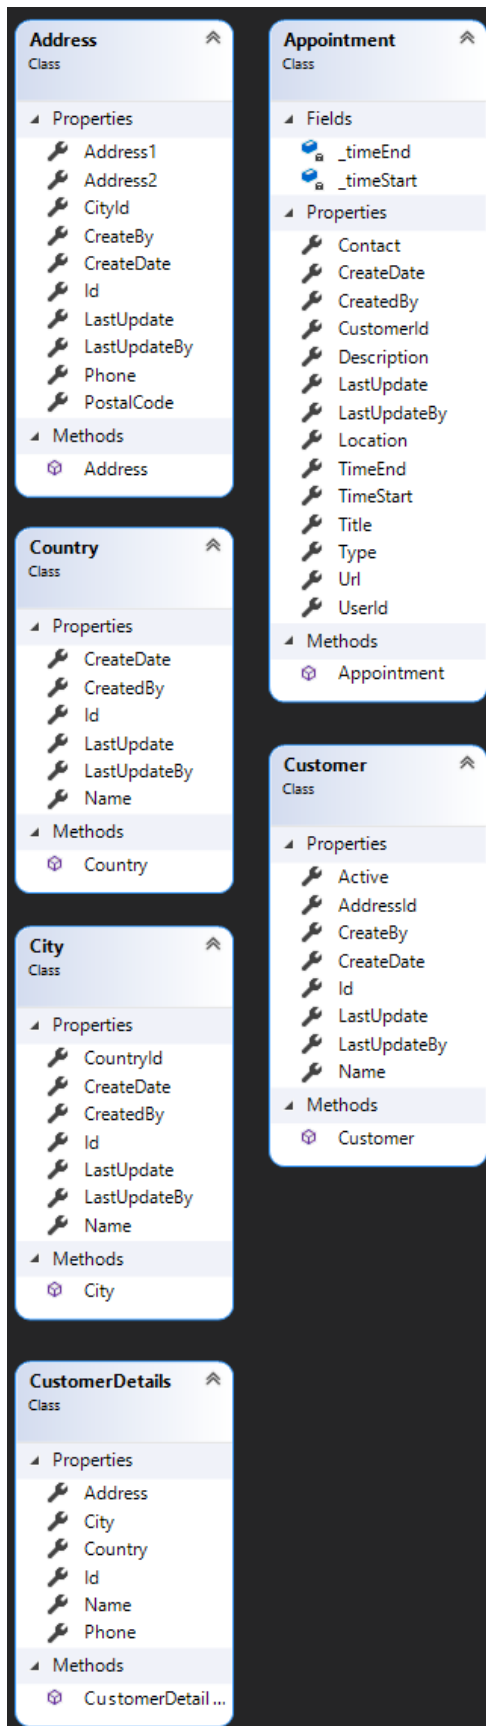 Address
Class
Properties
Address1
Address2
CityId
CreateBy
CreateDate
Id
LastUpdate
LastUpdateBy
Phone
PostalCode
Methods
Address
Country
Class
Properties
CreateDate
CreatedBy
Id
LastUpdate
LastUpdateBy
Name
Methods
Country
City
Class
Properties
CountryId
CreateDate
CreatedBy
Id
LastUpdate
LastUpdateBy
Name
Methods
City
CustomerDetails
Class
Properties
Address
City
Country
Id
Name
Phone
Methods
CustomerDetail ...
Appointment
Class
Fields
_timeEnd
_timeStart
Properties
Contact
CreateDate
CreatedBy
CustomerId
Description
LastUpdate
LastUpdateBy
Location
TimeEnd
TimeStart
Title
Type
Url
UserId
Methods
Appointment
Customer
Class
Properties
Active
AddressId
CreateBy
CreateDate
Id
LastUpdate
LastUpdateBy
Name
Methods
Customer